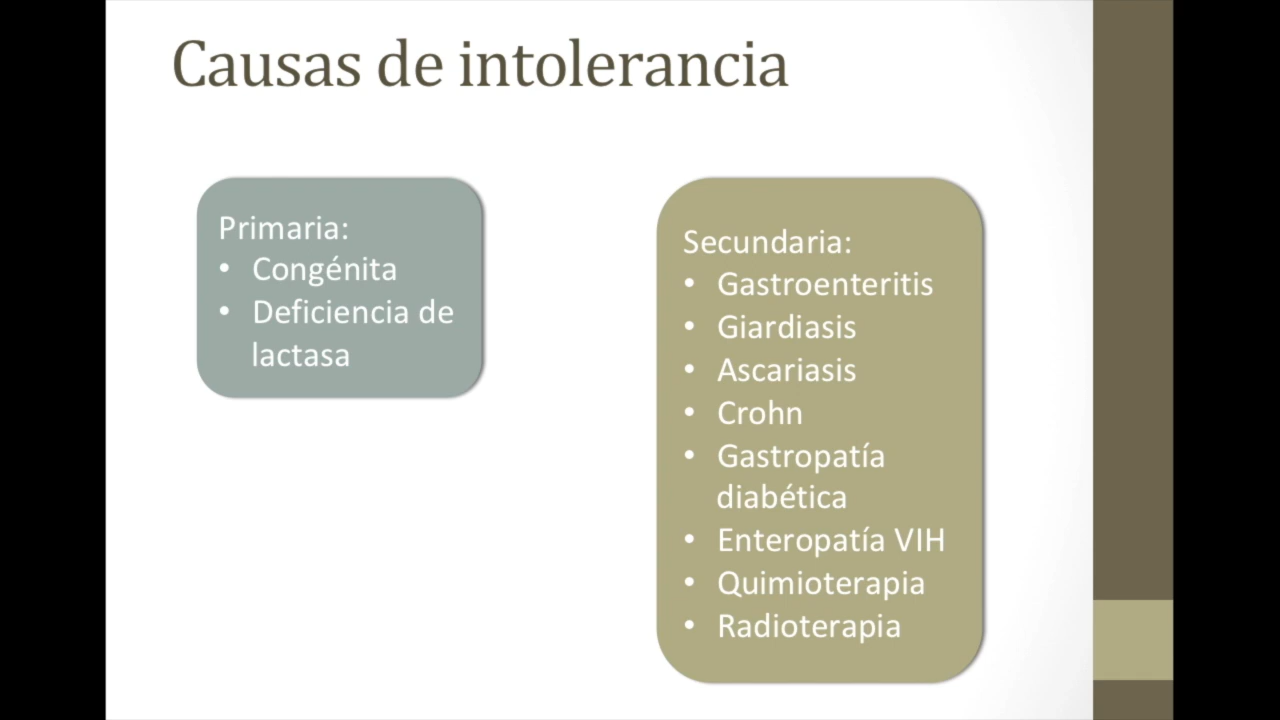 Causas de intolerancia
Primaria:
• Congénita
• Deficiencia de
lactasa
Secundaria:
• Gastroenteritis
• Giardiasis
• Ascariasis
• Crohn
• Gastropatía
diabética
• Enteropatía VIH
• Quimioterapia
• Radioterapia